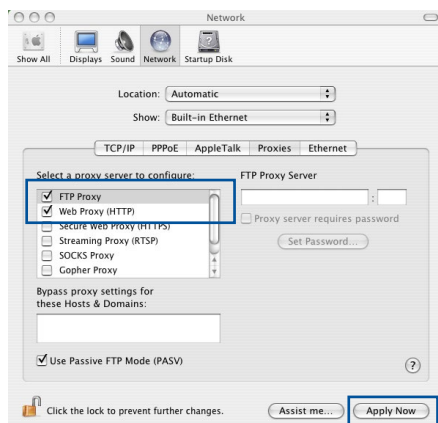 Network
Show All Displays Sound Network Startup Disk
Location: Automatic
Show: Built-in Ethernet
TCP/IP PPPoE AppleTalk Proxies Ethernet
Select a proxy server to configure: FTP Proxy Server
FTP Proxy :
Web Proxy (HTTP) Proxy server requires password
Secure Web Proxy (HTTPS)
Streaming Proxy (RTSP) Set Password...
SOCKS Proxy
Gopher Proxy
Bypass proxy settings for
these Hosts & Domains:
Use Passive FTP Mode (PASV) ?
Click the lock to prevent further changes. Assist me... Apply Now